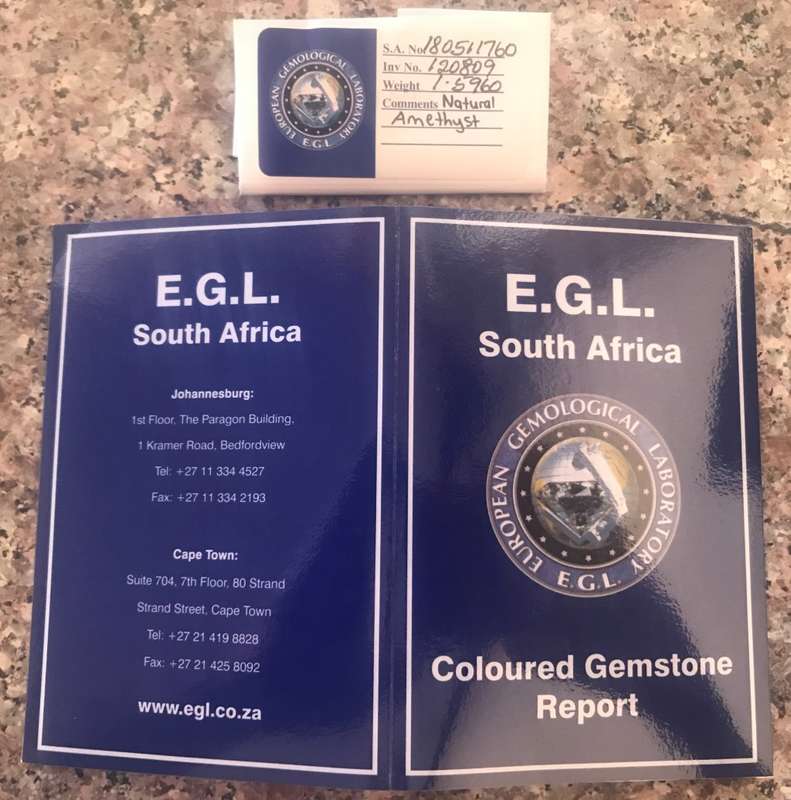 EUROPEAN GEMOLOGICAL LABORATORY
E.G.L.
S.A. No 180511760
Inv No. 120809
Weight 1.5960
Comments Natural
Amethyst
E.G.L.
South Africa
Johannesburg:
1st Floor, The Paragon Building,
1 Kramer Road, Bedfordview
Tel: +27 11 334 4527
Fax: +27 11 334 2193
Cape Town:
Suite 704, 7th Floor, 80 Strand
Strand Street, Cape Town
Tel: +27 21 419 8828
Fax: +27 21 425 8092
www.egl.co.za
E.G.L.
South Africa
EUROPEAN GEMOLOGICAL LABORATORY
E.G.L.
Coloured Gemstone
Report